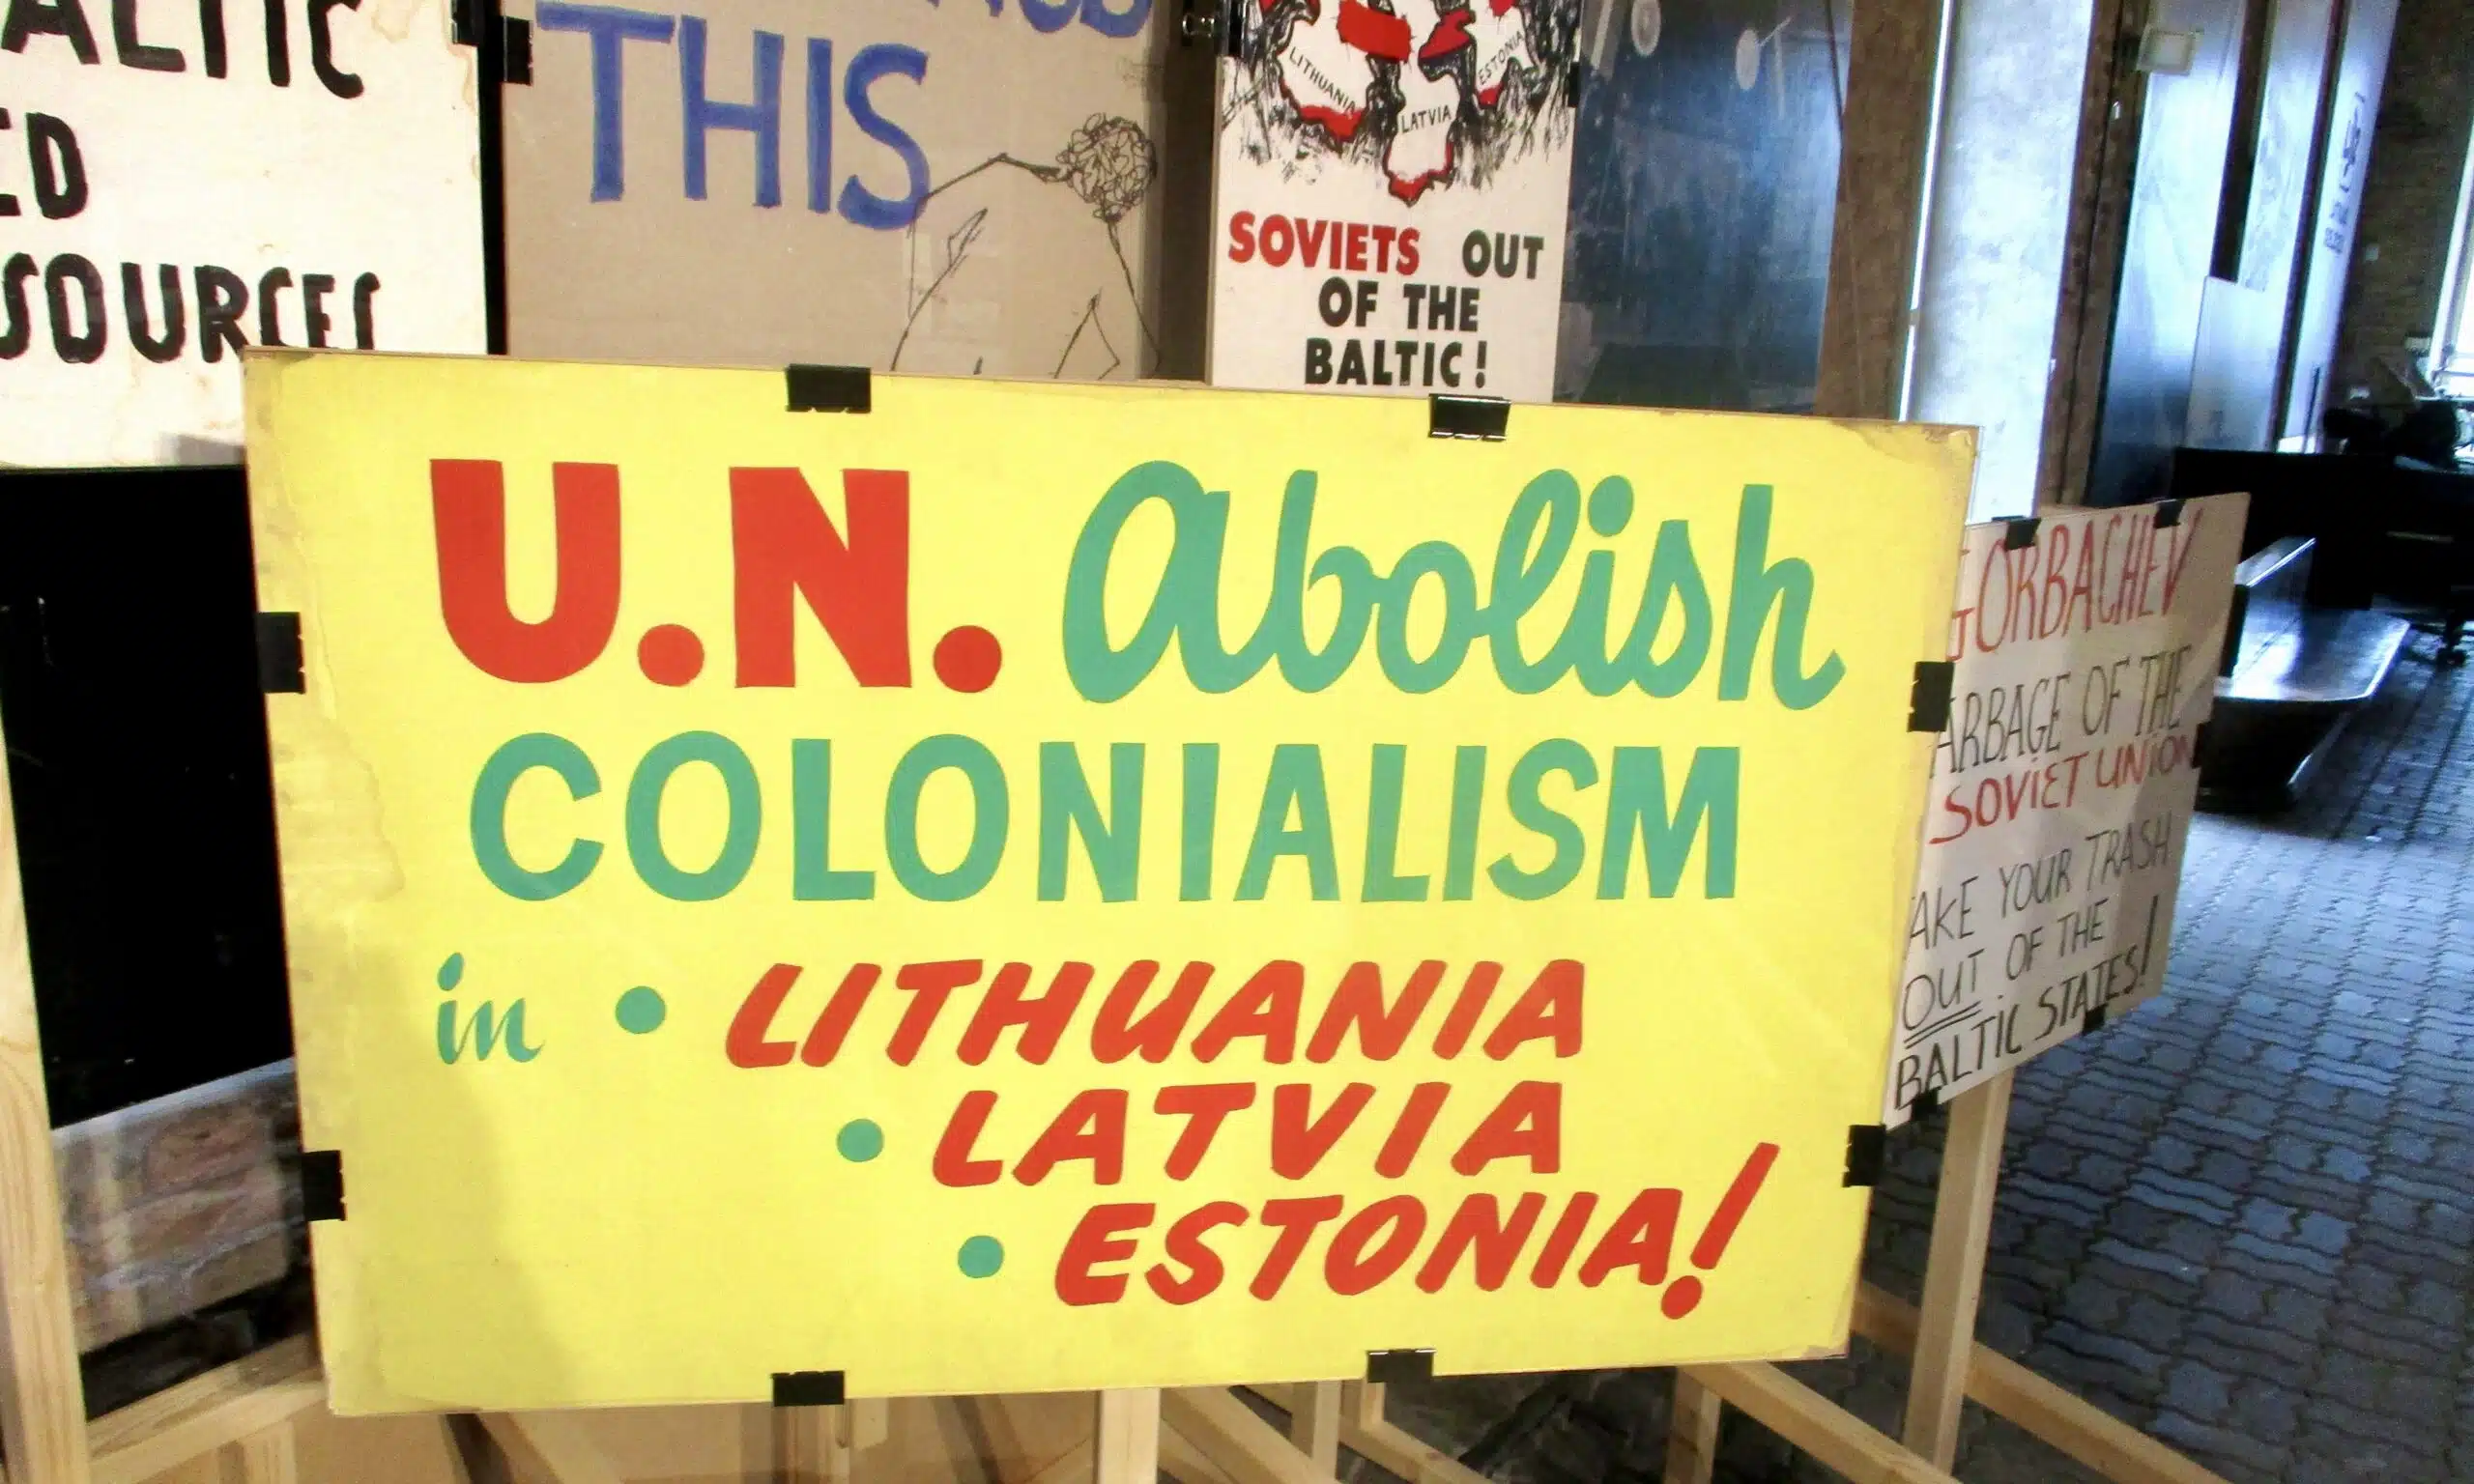 THIS
LITHUANIA
LATVIA
ESTONIA
SOVIETS OUT
OF THE
BALTIC!
U.N. Abolish
COLONIALISM
in • LITHUANIA
• LATVIA
• ESTONIA!
GORBACHEV
OF THE
SOVIET UNION
YOUR TRASH
OUT OF THE
BALTIC STATES!